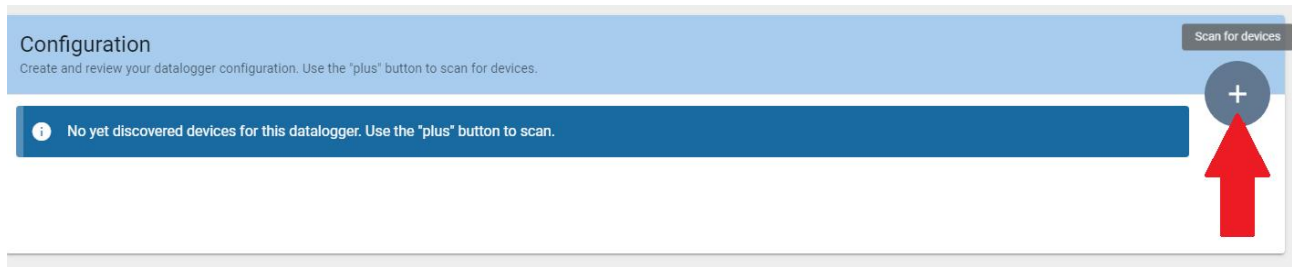 Configuration
Scan for devices
Create and review your datalogger configuration. Use the "plus" button to scan for devices.
No yet discovered devices for this datalogger. Use the "plus" button to scan.